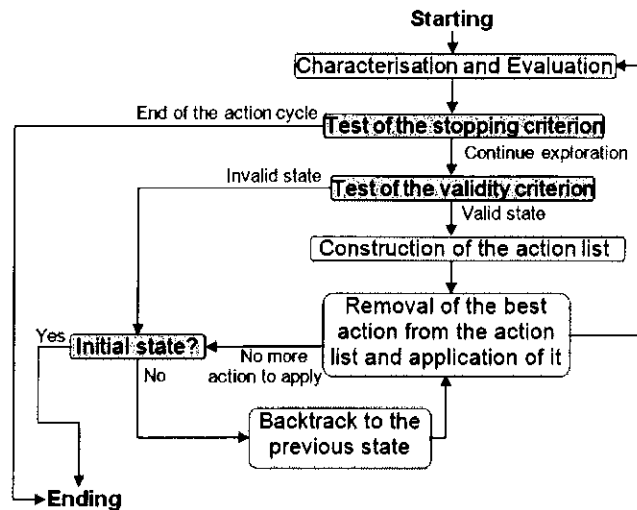 Starting
Characterisation and Evaluation
End of the action cycle
Test of the stopping criterion
Continue exploration
Invalid state
Test of the validity criterion
Valid state
Construction of the action list
Removal of the best
action from the action
list and application of it
Yes
Initial state?
No more
action to apply
No
Backtrack to the
previous state
Ending